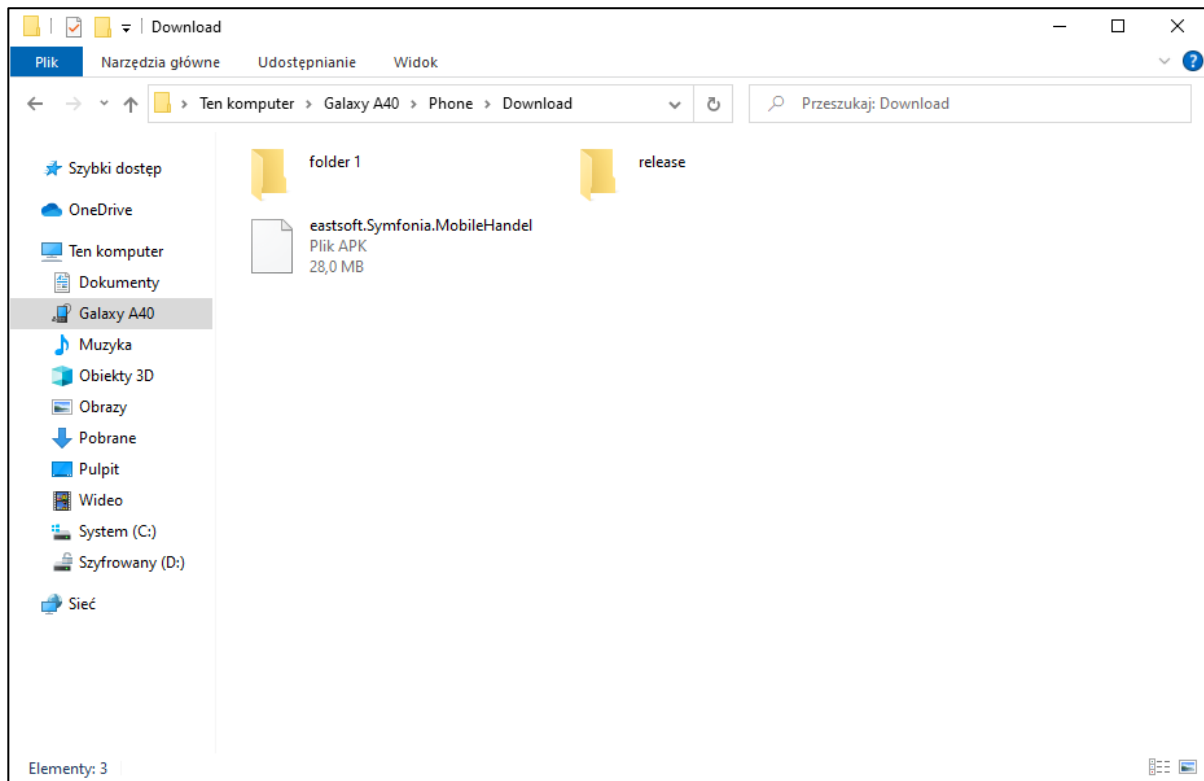 Download
Plik Narzędzia główne Udostępnianie Widok
Ten komputer Galaxy A40 Phone Download
Przeszukaj: Download
Szybki dostęp
OneDrive
Ten komputer
Dokumenty
Galaxy A40
Muzyka
Obiekty 3D
Obrazy
Pobrane
Pulpit
Wideo
System (C:)
Szyfrowany (D:)
Sieć
folder 1
release
eastsoft.Symfonia.MobileHandel
Plik APK
28,0 MB
Elementy: 3